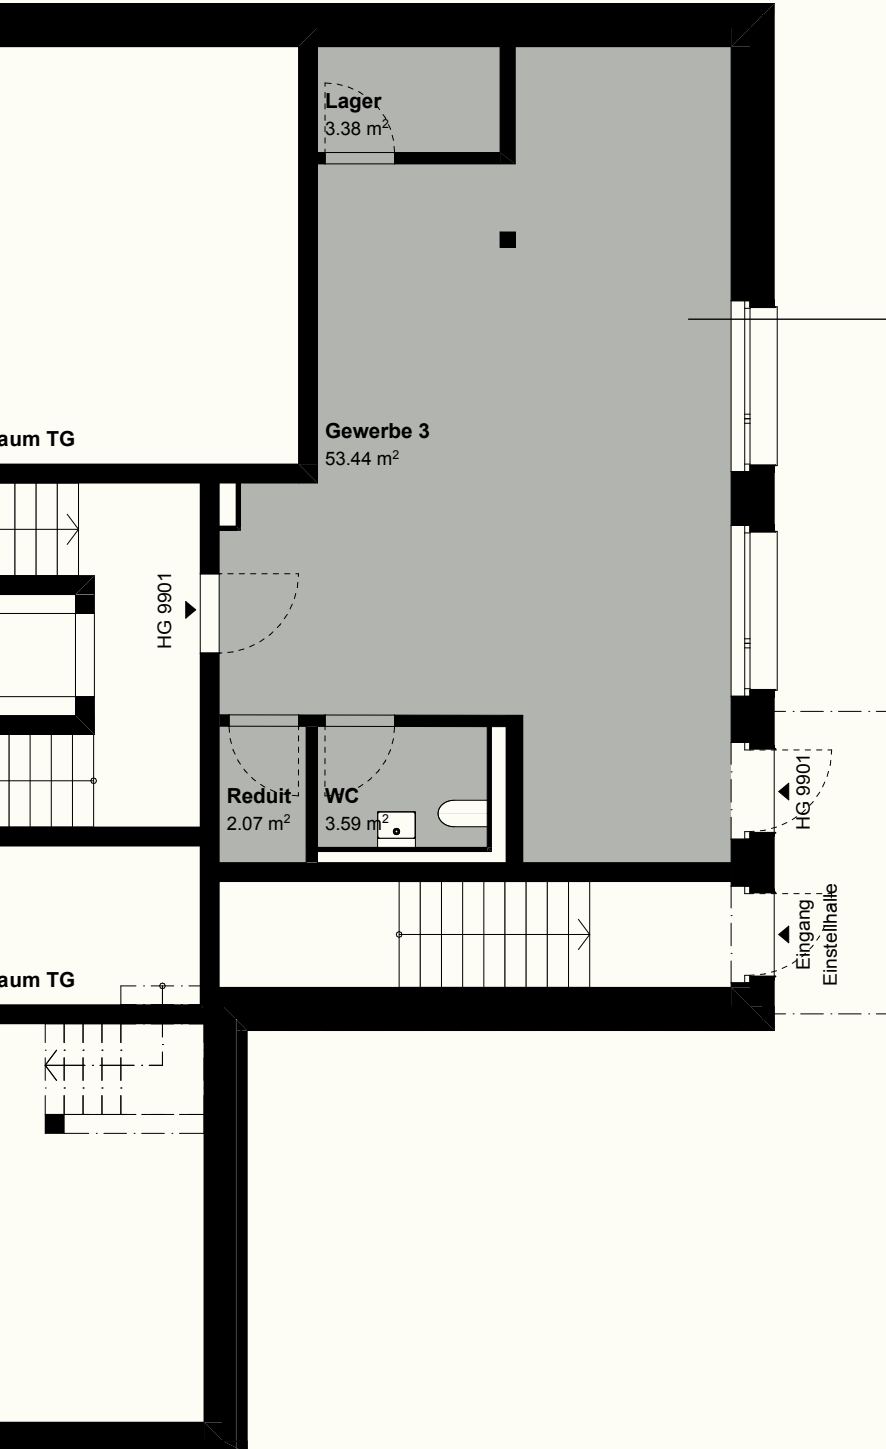 Lager
3.38 m²
Gewerbe 3
53.44 m²
aum TG
HG 9901
Reduit
2.07 m²
WC
3.59 m²
HG 9901
Eingang
Einstellhalle
aum TG